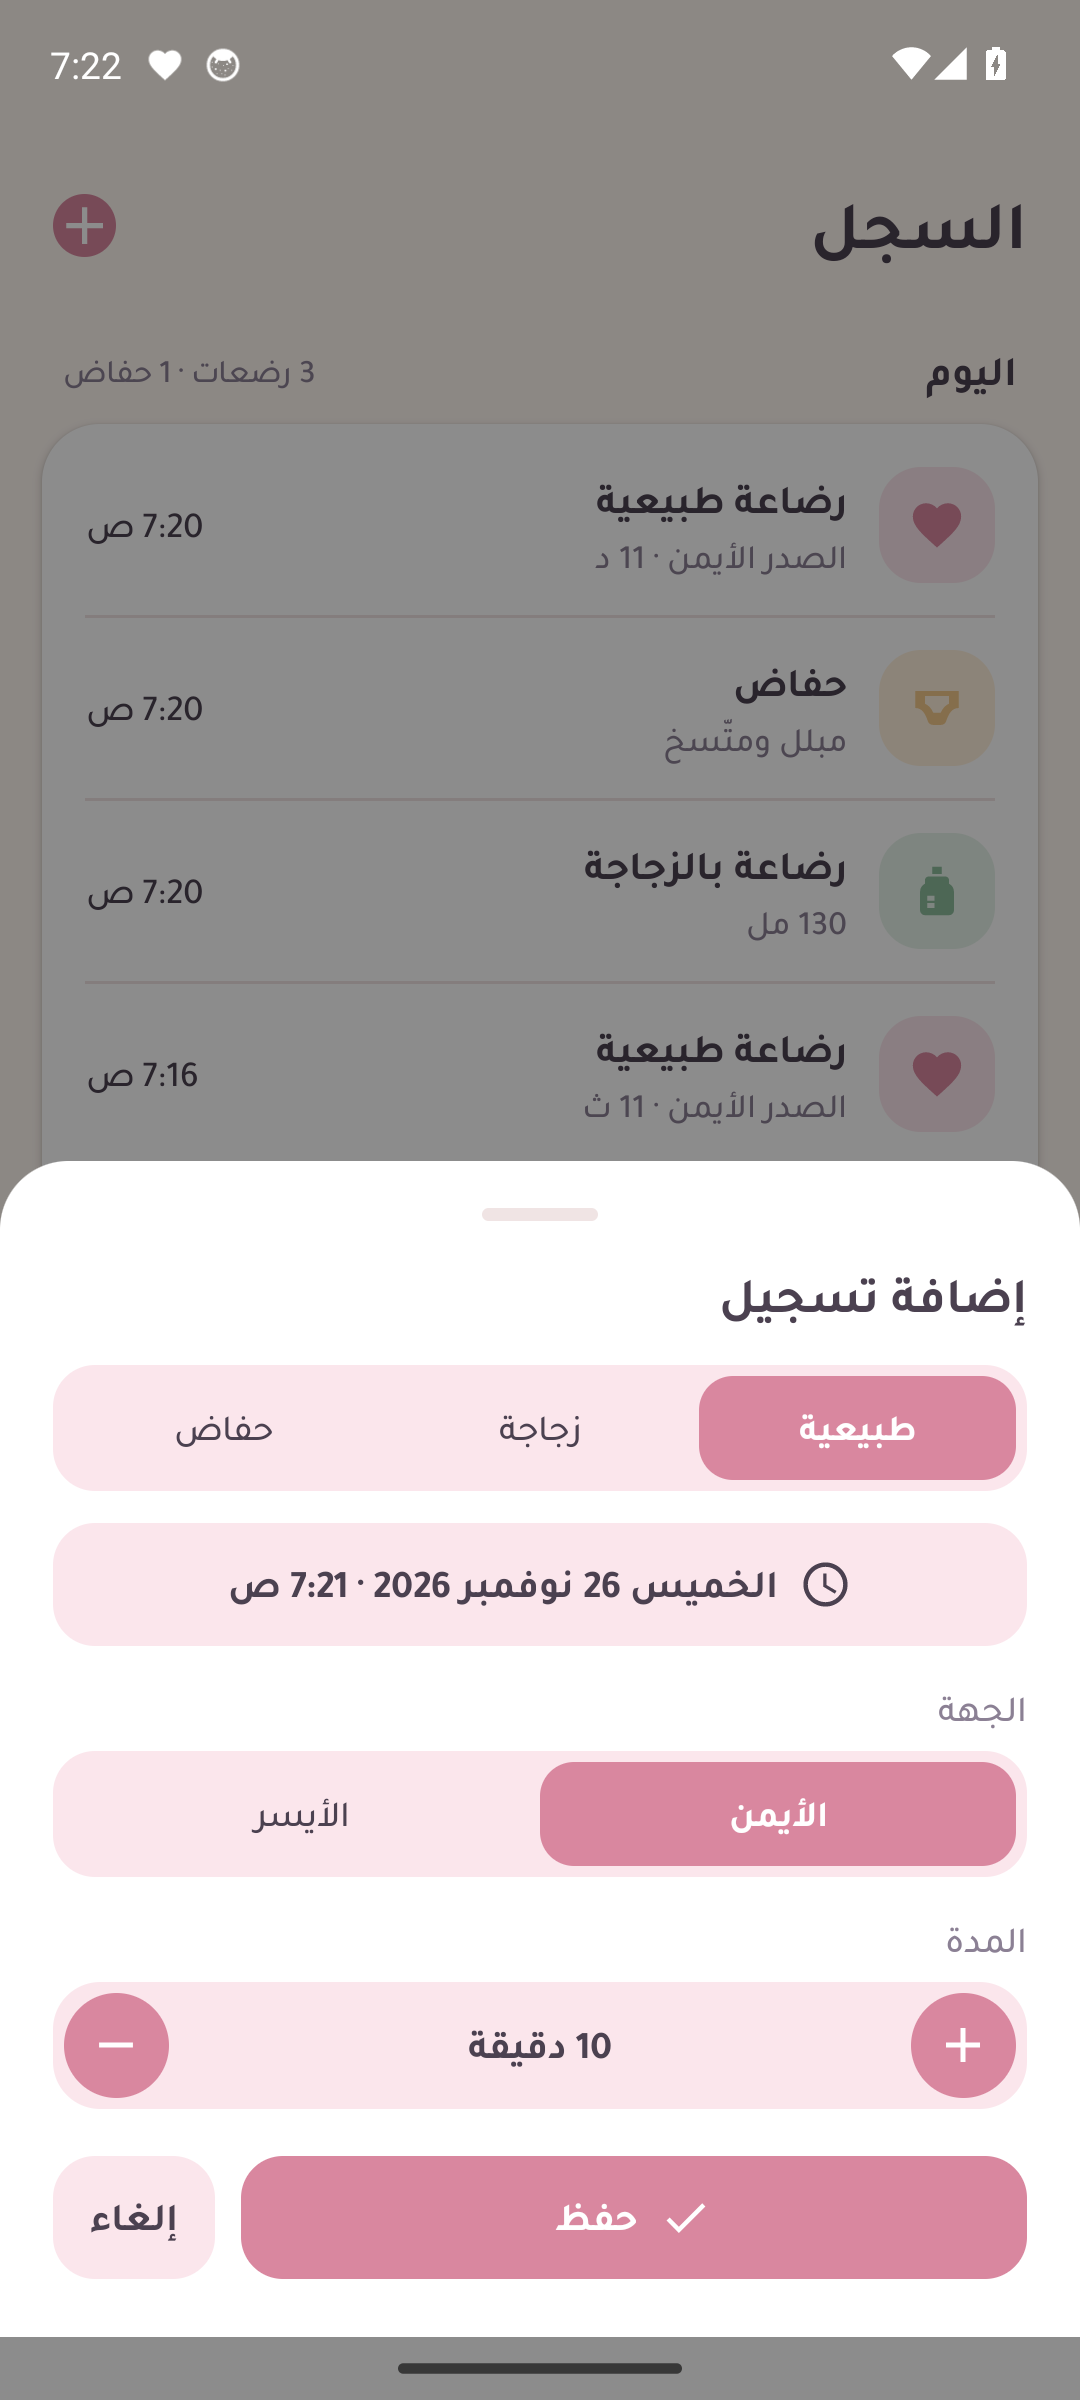 7:22
السجل
اليوم
3 رضعات · 1 حفاض
رضاعة طبيعية
الصدر الأيمن · 11 د
7:20 ص
حفاض
مبلل ومتّسخ
7:20 ص
رضاعة بالزجاجة
130 مل
7:20 ص
رضاعة طبيعية
الصدر الأيمن · 11 ث
7:16 ص
إضافة تسجيل
طبيعية
زجاجة
حفاض
الخميس 26 نوفمبر 2026 · 7:21 ص
الجهة
الأيمن
الأيسر
المدة
10 دقيقة
حفظ
إلغاء